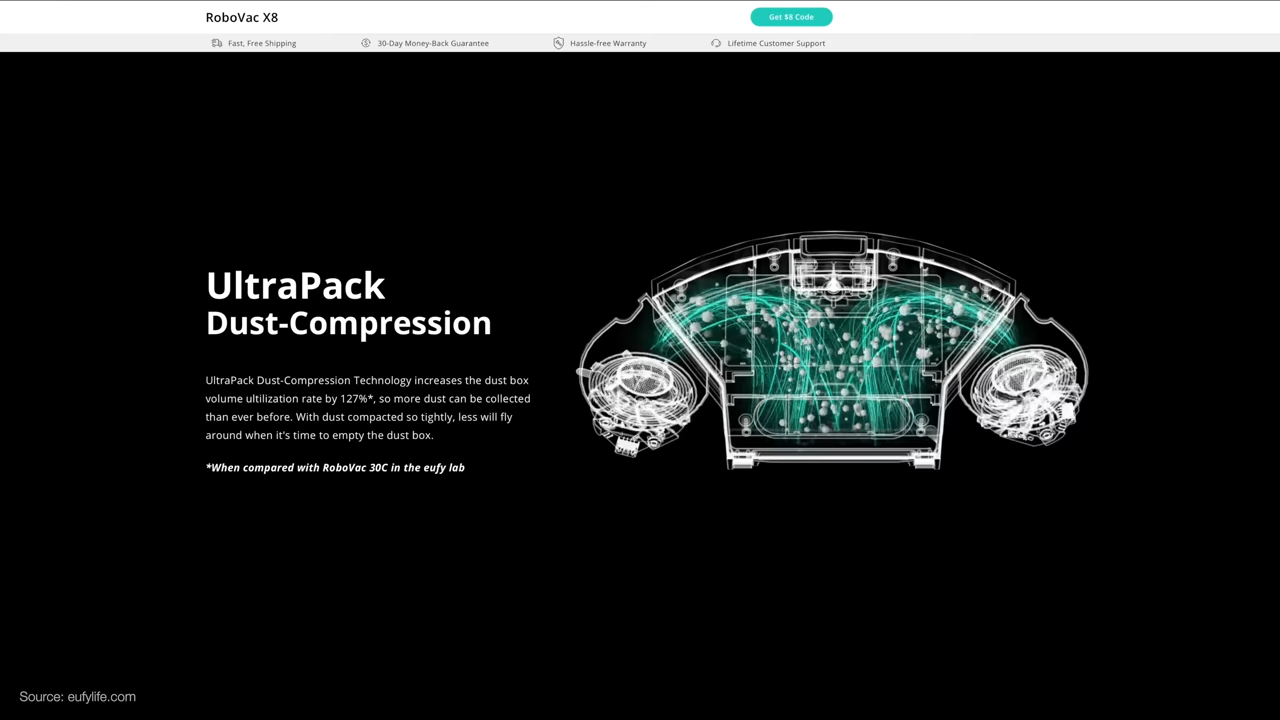 RoboVac X8
Get $8 Code
Fast, Free Shipping
30-Day Money-Back Guarantee
Hassle-free Warranty
Lifetime Customer Support
UltraPack
Dust-Compression
UltraPack Dust-Compression Technology increases the dust box
volume ultilization rate by 127%*, so more dust can be collected
than ever before. With dust compacted so tightly, less will fly
around when it's time to empty the dust box.
*When compared with RoboVac 30C in the eufy lab
Source: eufylife.com